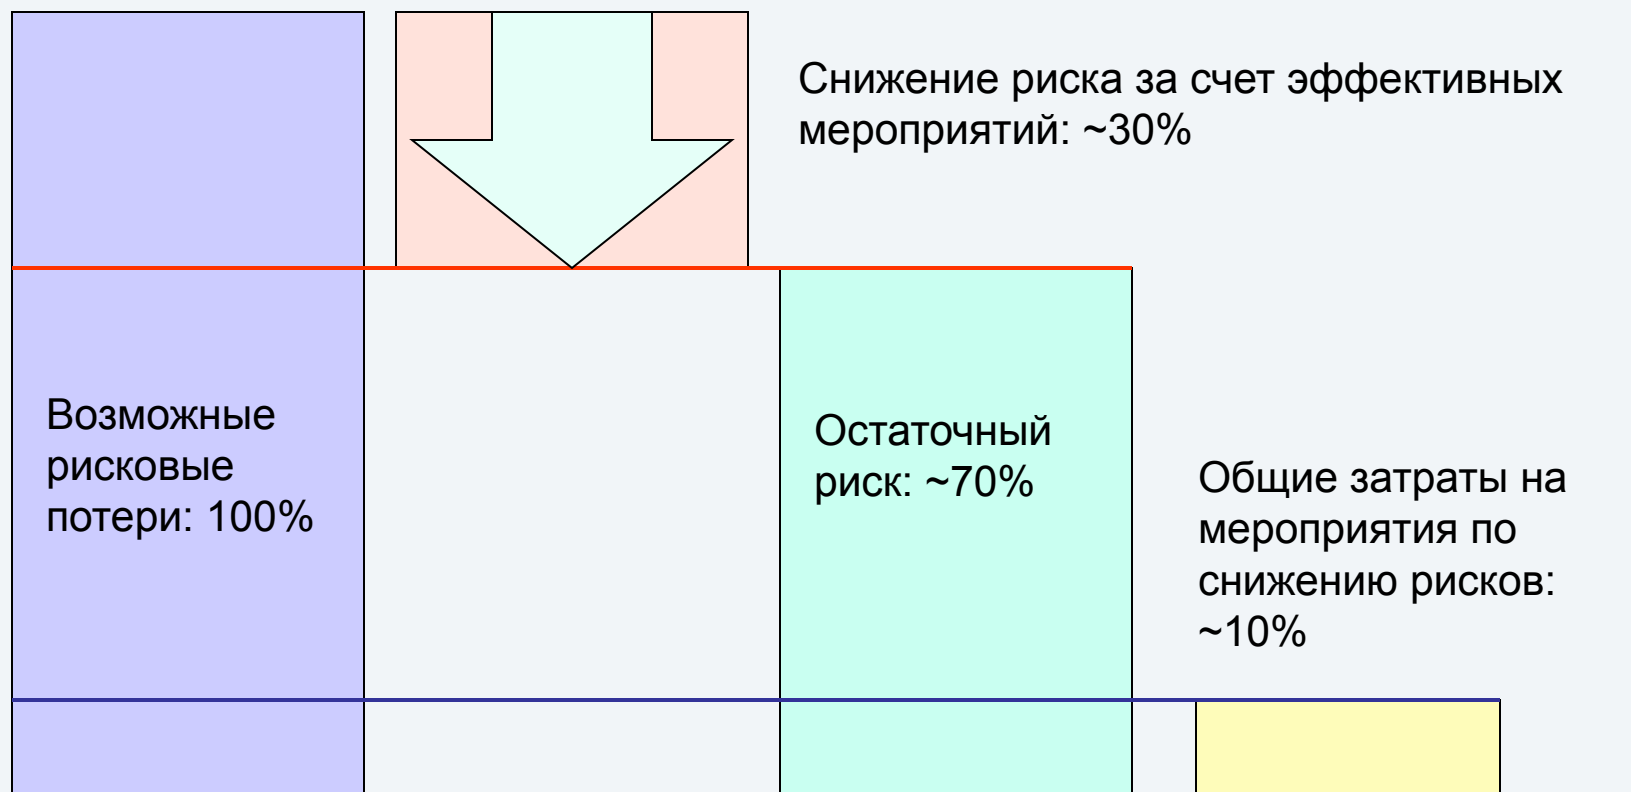 Снижение риска за счет эффективных
мероприятий: ~30%
Возможные
рисковые
потери: 100%
Остаточный
риск: ~70%
Общие затраты на
мероприятия по
снижению рисков:
~10%